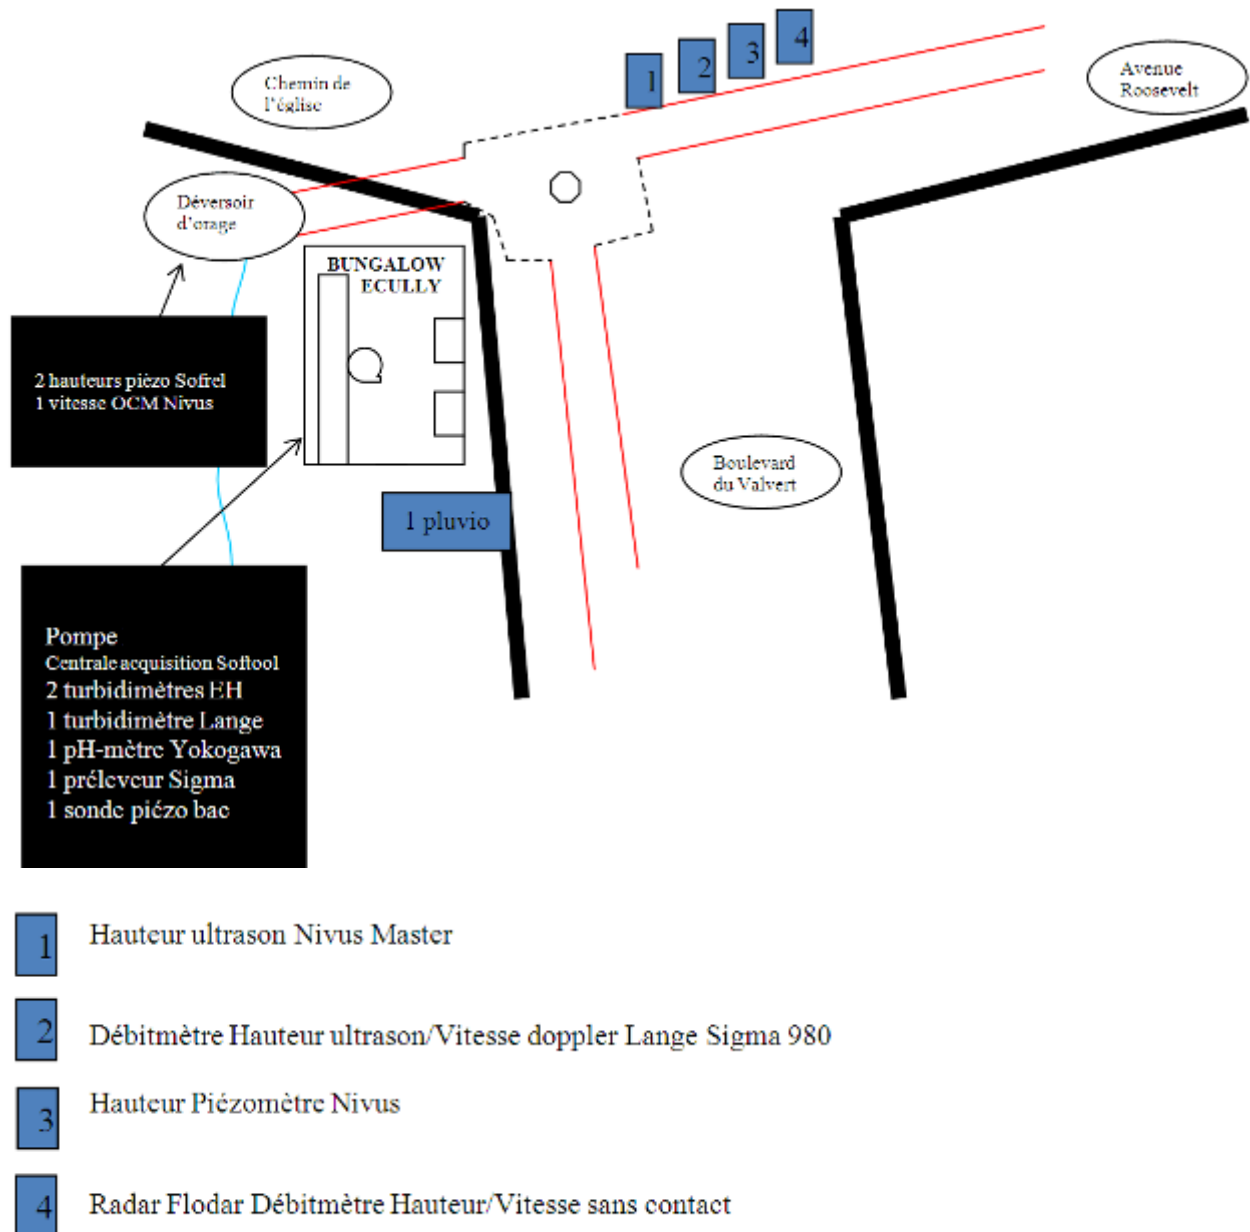 1
2
3
4
Chemin de
l'église
Avenue
Roosevelt
Déversoir
d'orage
BUNGALOW
ECULLY
2 hauteurs piézo Sofrel
1 vitesse OCM Nivus
Boulevard
du Valvert
1 pluvio
Pompe
Centrale acquisition Softool
2 turbidimètres EH
1 turbidimètre Lange
1 pH-mètre Yokogawa
1 préleveur Sigma
1 sonde piézo bac
1 Hauteur ultrason Nivus Master
2 Débitmètre Hauteur ultrason/Vitesse doppler Lange Sigma 980
3 Hauteur Piézomètre Nivus
4 Radar Flodar Débitmètre Hauteur/Vitesse sans contact